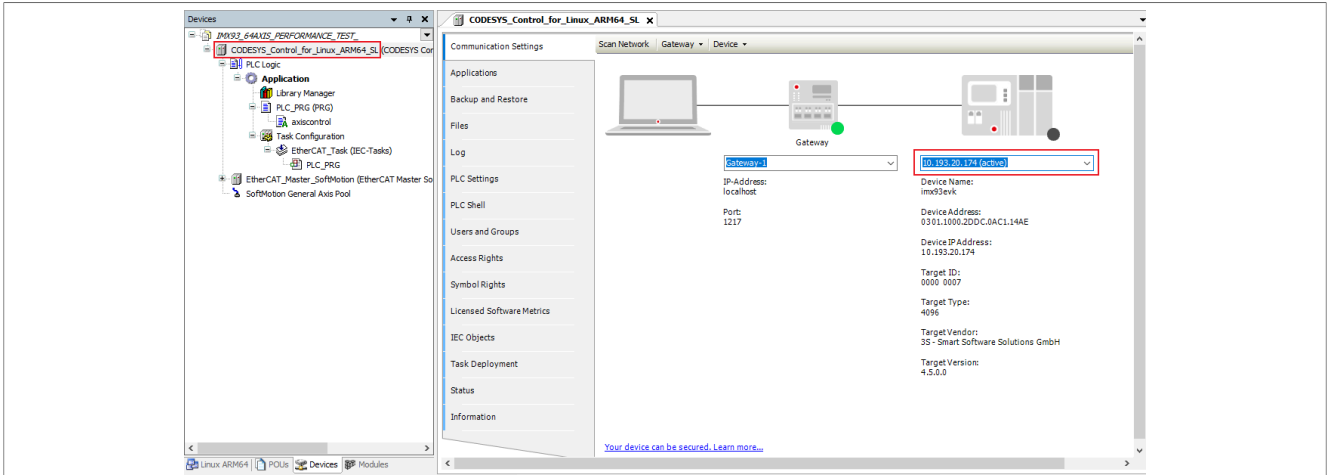 Devices
IMX93_64AXIS_PERFORMANCE_TEST_
CODESYS_Control_for_Linux_ARM64_SL (CODESYS Cor
PLC Logic
Application
Library Manager
PLC_PRG (PRG)
axiscontrol
Task Configuration
EtherCAT_Task (IEC-Tasks)
PLC_PRG
EtherCAT_Master_SoftMotion (EtherCAT Master So
SoftMotion General Axis Pool
Linux ARM64 POUs Devices Modules
CODESYS_Control_for_Linux_ARM64_SL X
Communication Settings
Applications
Backup and Restore
Files
Log
PLC Settings
PLC Shell
Users and Groups
Access Rights
Symbol Rights
Licensed Software Metrics
IEC Objects
Task Deployment
Status
Information
Scan Network Gateway Device
Gateway
Gateway-1
IP-Address:
localhost
Port:
1217
10.193.20.174 (active)
Device Name:
imx93evk
Device Address:
0301.1000.2DDC.0AC1.14AE
Device IP Address:
10.193.20.174
Target ID:
0000 0007
Target Type:
4096
Target Vendor:
3S - Smart Software Solutions GmbH
Target Version:
4.5.0.0
Your device can be secured. Learn more...